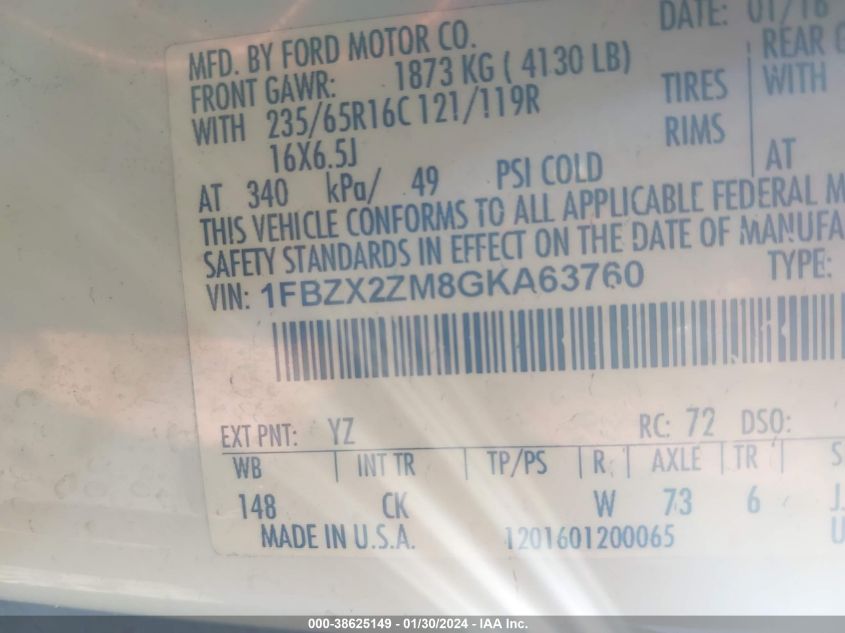 DATE: 01/16
MFD. BY FORD MOTOR CO.
FRONT GAWR: 1873 KG ( 4130 LB) REAR
WITH 235/65R16C 121/119R TIRES WITH
16X6.5J RIMS
AT 340 kPa/ 49 PSI COLD AT
THIS VEHICLE CONFORMS TO ALL APPLICABLE FEDERAL M
SAFETY STANDARDS IN EFFECT ON THE DATE OF MANUFA
VIN: 1FBZX2ZM8GKA63760 TYPE:
EXT PNT: YZ RC: 72 DSO:
WB INT TR TP/PS R AXLE TR S
148 CK W 73 6 J
MADE IN U.S.A. 1201601200065 U
000-38625149 - 01/30/2024 - IAA Inc.